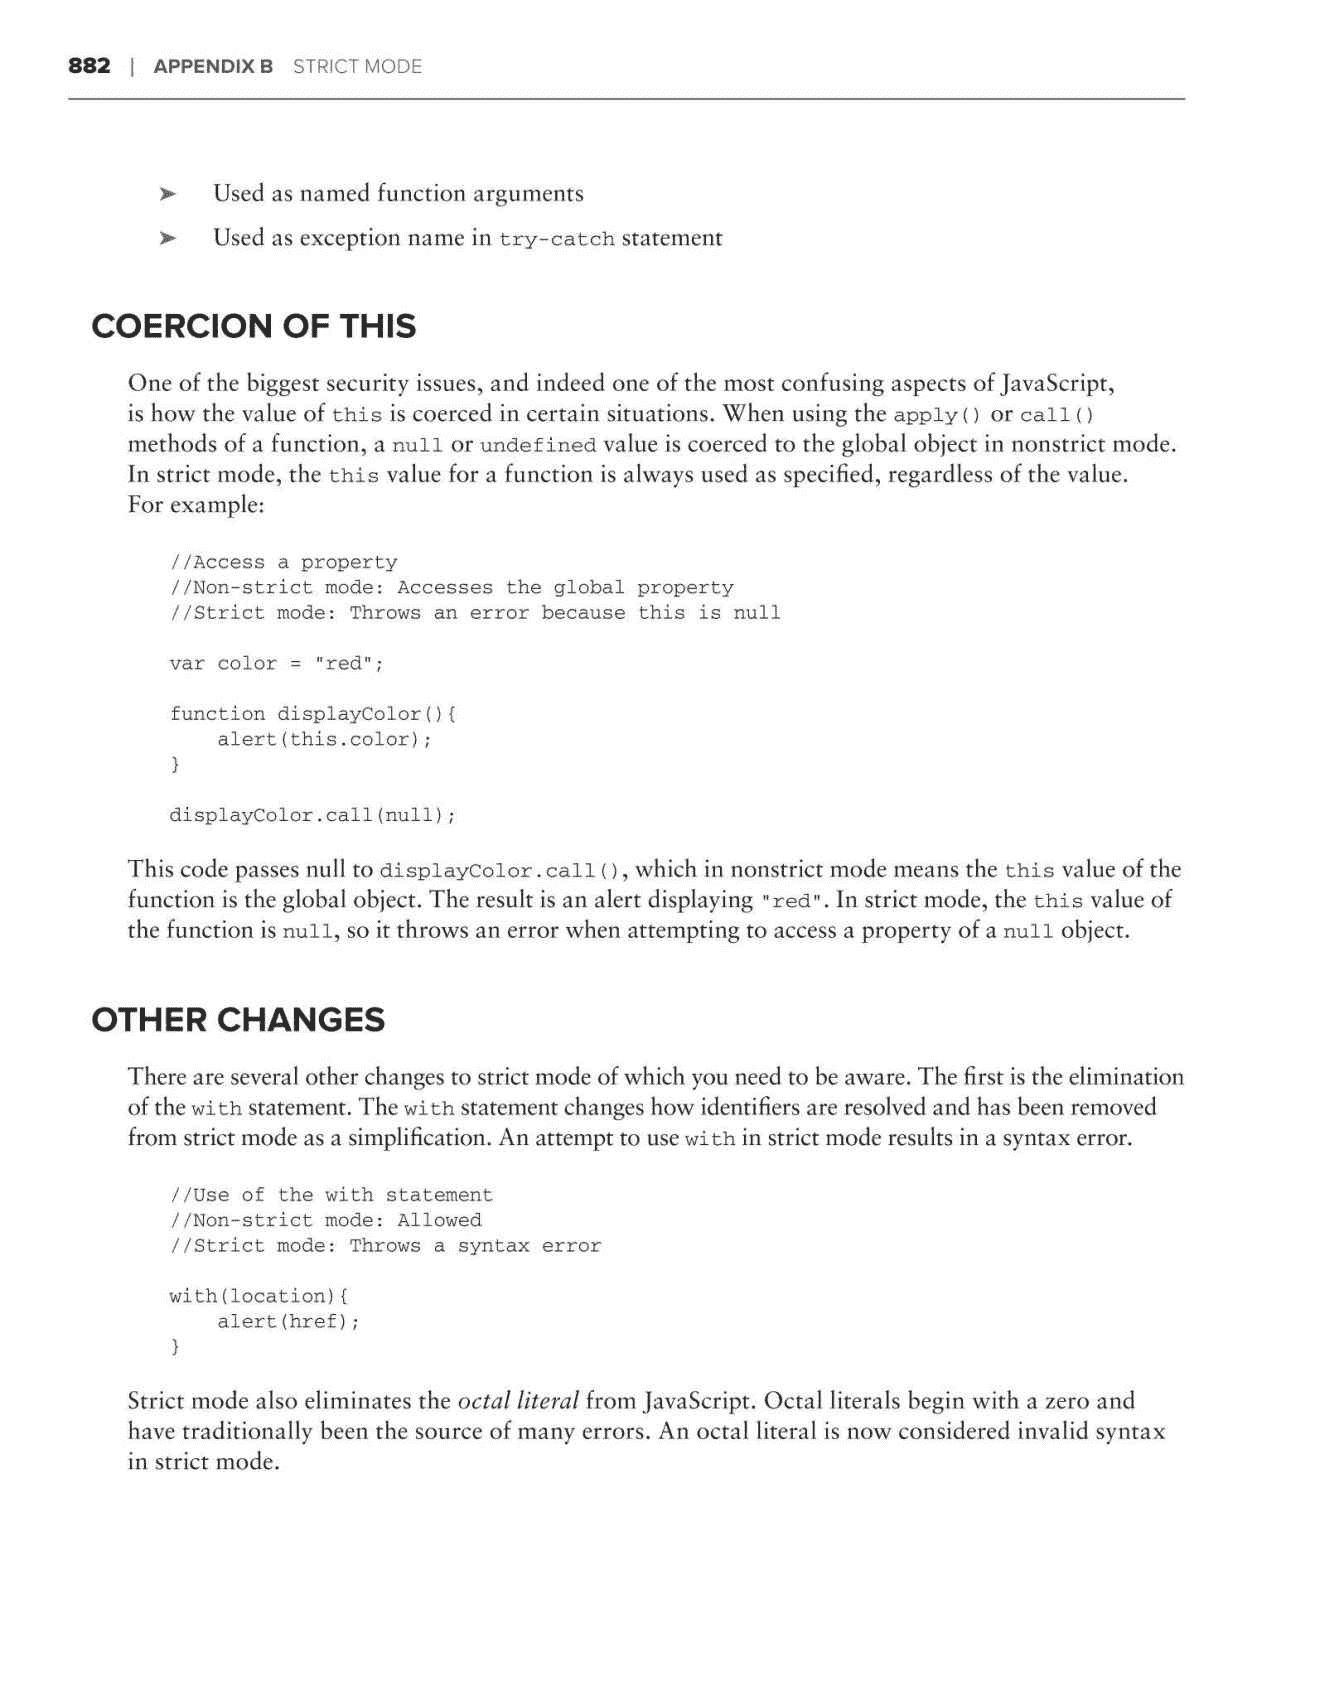 882 | APPENDIX B STRICT MODE
➤ Used as named function arguments
➤ Used as exception name in try-catch statement
COERCION OF THIS
One of the biggest security issues, and indeed one of the most confusing aspects of JavaScript,
is how the value of this is coerced in certain situations. When using the apply() or call()
methods of a function, a null or undefined value is coerced to the global object in nonstrict mode.
In strict mode, the this value for a function is always used as specified, regardless of the value.
For example:
//Access a property
//Non-strict mode: Accesses the global property
//Strict mode: Throws an error because this is null
var color = "red";
function displayColor(){
    alert(this.color);
}
displayColor.call(null);
This code passes null to displayColor.call(), which in nonstrict mode means the this value of the
function is the global object. The result is an alert displaying "red". In strict mode, the this value of
the function is null, so it throws an error when attempting to access a property of a null object.
OTHER CHANGES
There are several other changes to strict mode of which you need to be aware. The first is the elimination
of the with statement. The with statement changes how identifiers are resolved and has been removed
from strict mode as a simplification. An attempt to use with in strict mode results in a syntax error.
//Use of the with statement
//Non-strict mode: Allowed
//Strict mode: Throws a syntax error
with(location){
    alert(href);
}
Strict mode also eliminates the octal literal from JavaScript. Octal literals begin with a zero and
have traditionally been the source of many errors. An octal literal is now considered invalid syntax
in strict mode.